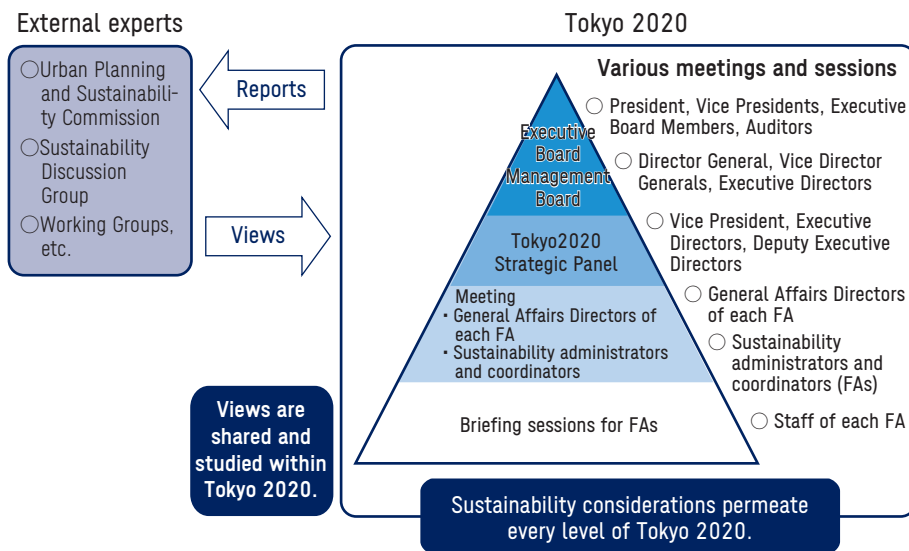 External experts
○Urban Planning
and Sustainabili-
ty Commission
○Sustainability
Discussion
Group
○Working Groups,
etc.
Reports
Views
Views are
shared and
studied within
Tokyo 2020.
Tokyo 2020
Various meetings and sessions
Executive
Board
Management
Board
Tokyo2020
Strategic Panel
Meeting
・General Affairs Directors of
each FA
・Sustainability administrators
and coordinators
Briefing sessions for FAs
○ President, Vice Presidents, Executive
Board Members, Auditors
○ Director General, Vice Director
Generals, Executive Directors
○ Vice President, Executive
Directors, Deputy Executive
Directors
○ General Affairs Directors
of each FA
○ Sustainability
administrators and
coordinators (FAs)
○ Staff of each FA
Sustainability considerations permeate
every level of Tokyo 2020.